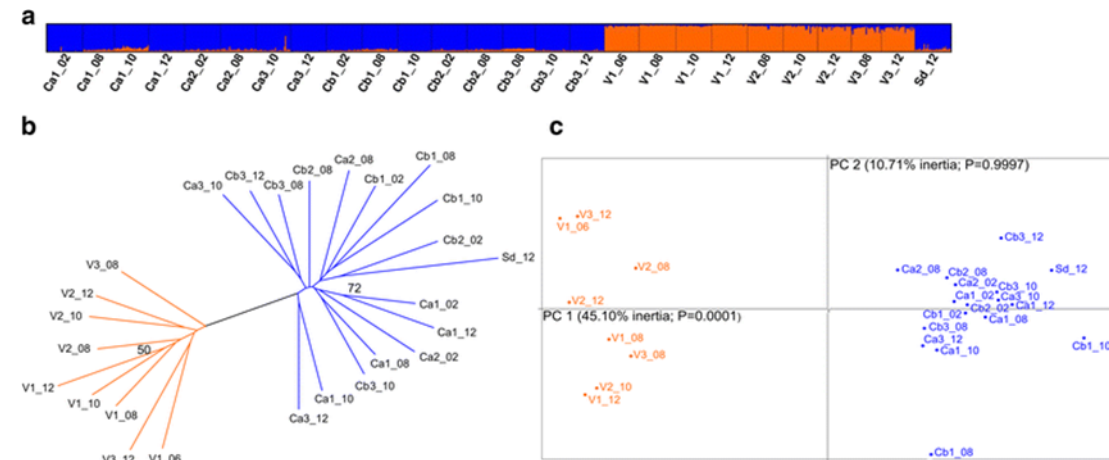 a
Ca1_02
Ca1_08
Ca1_10
Ca1_12
Ca2_02
Ca2_08
Ca3_10
Ca3_12
Cb1_02
Cb1_08
Cb1_10
Cb2_02
Cb2_08
Cb3_08
Cb3_10
Cb3_12
V1_06
V1_08
V1_10
V1_12
V2_08
V2_10
V2_12
V3_08
V3_12
Sd_12
b
Cb1_08
Ca2_08
Cb2_08
Cb3_12
Cb1_02
Ca3_10
Cb3_08
Cb1_10
Cb2_02
Sd_12
V3_08
72
V2_12
Ca1_02
V2_10
Ca1_12
V2_08
50
Ca2_02
Ca1_08
V1_12
Cb3_10
V1_10
Ca1_10
V1_08
Ca3_12
V3_12
V1_06
c
PC 2 (10.71% inertia; P=0.9997)
V3_12
V1_06
Cb3_12
V2_08
Ca2_08
Cb2_08
Sd_12
Ca2_02
Cb3_10
V2_12
Ca1_02
Ca3_10
Cb2_02
Ca1_12
PC 1 (45.10% inertia; P=0.0001)
Cb1_02
Ca1_08
Cb3_08
V1_08
Ca3_12
Ca1_10
Cb1_10
V3_08
V2_10
V1_12
Cb1_08